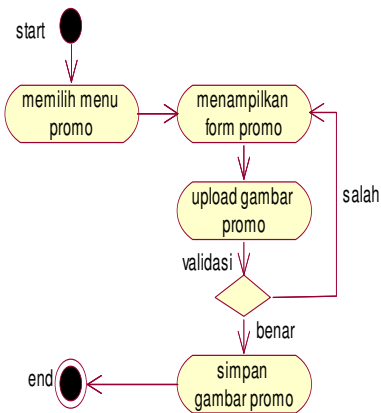 start
memilih menu
promo
menampilkan
form promo
upload gambar
promo
salah
validasi
benar
simpan
gambar promo
end